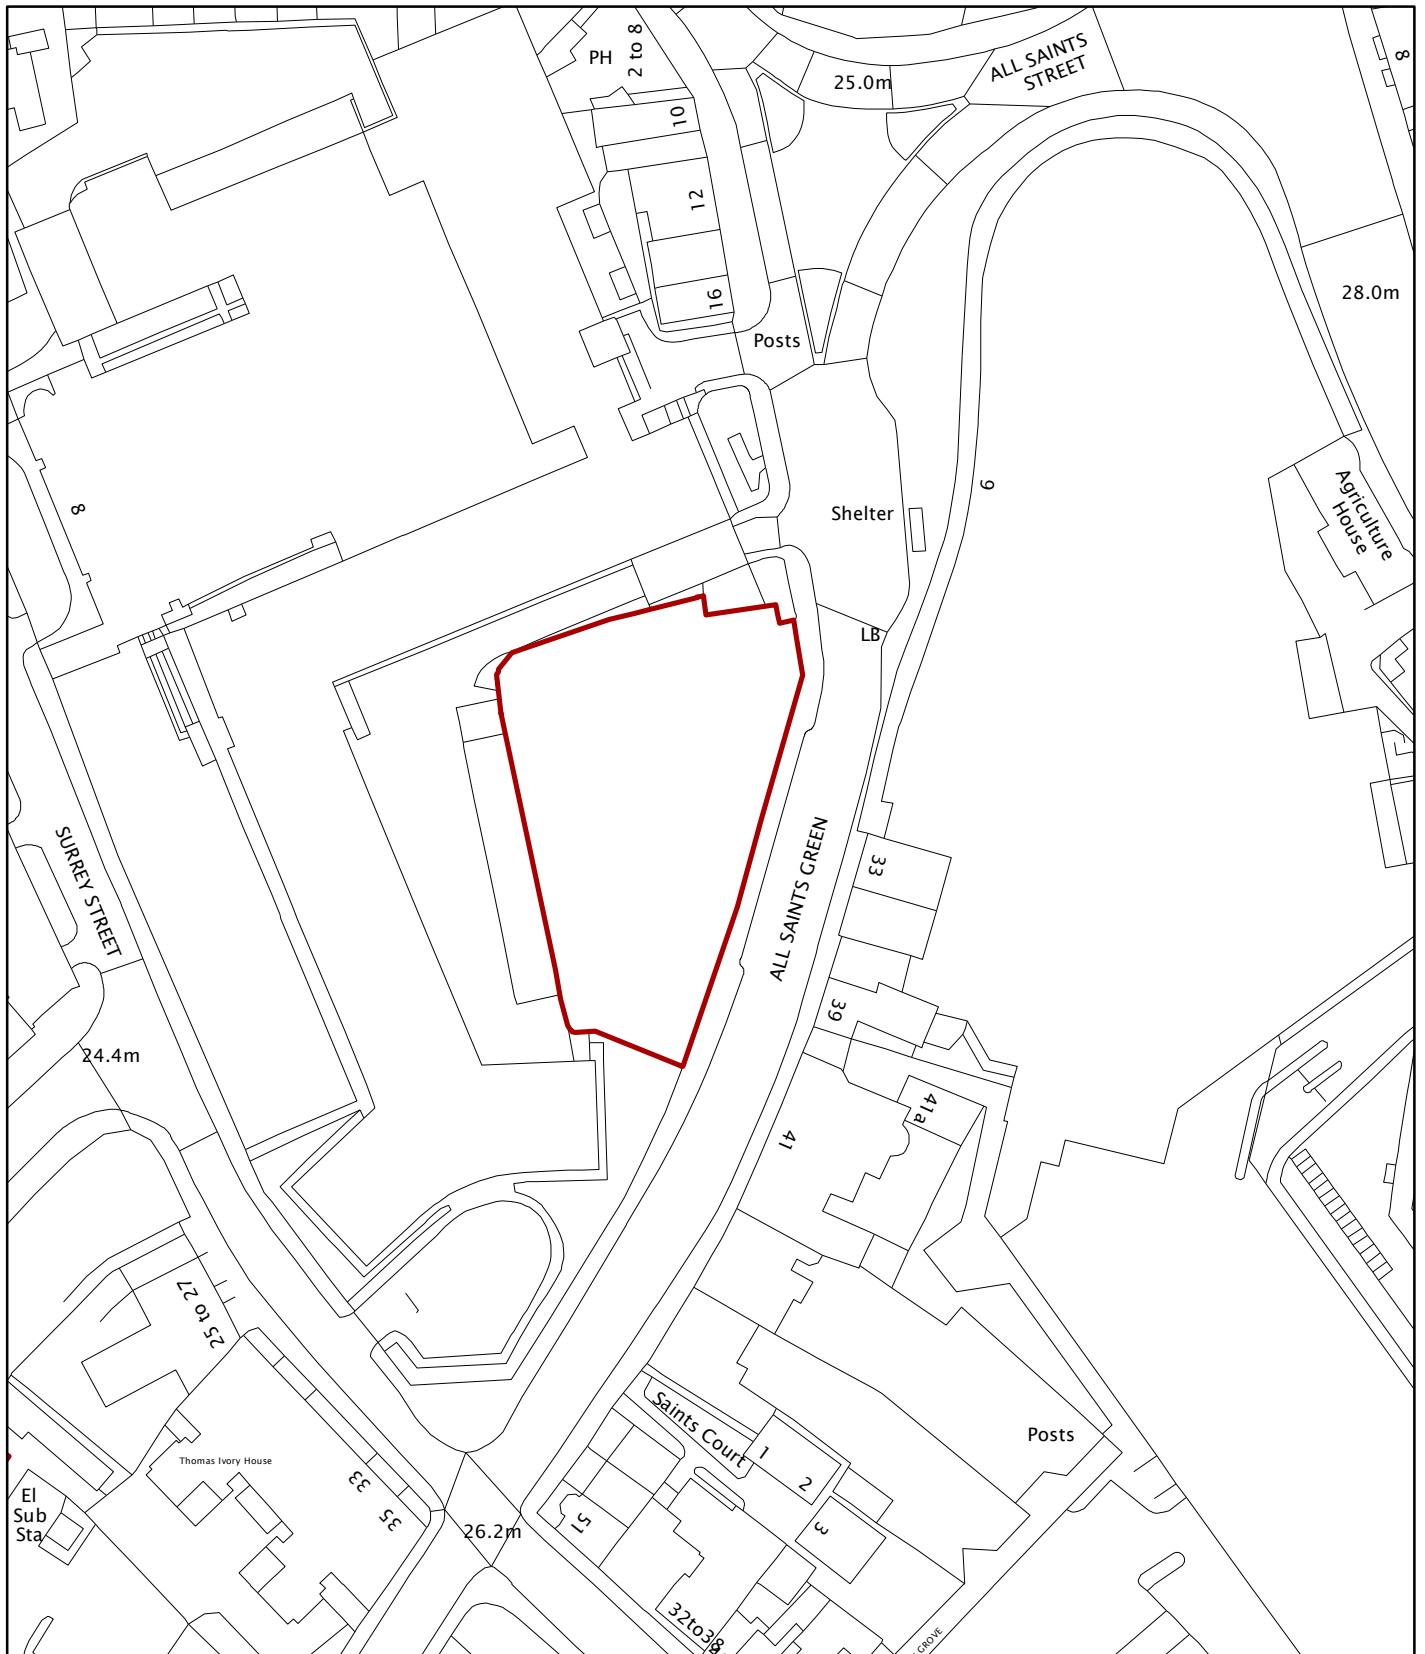 PH
2 to 8
ALL SAINTS
STREET
8
25.0m
10
12
16
28.0m
Posts
9
8
Shelter
Agriculture
House
LB
SURREY STREET
ALL SAINTS GREEN
33
39
24.4m
41a
41
25 to 27
Saints Court
1
2
Posts
Thomas Ivory House
33
35
El
Sub
Sta
26.2m
51
3
32to38
GROVE